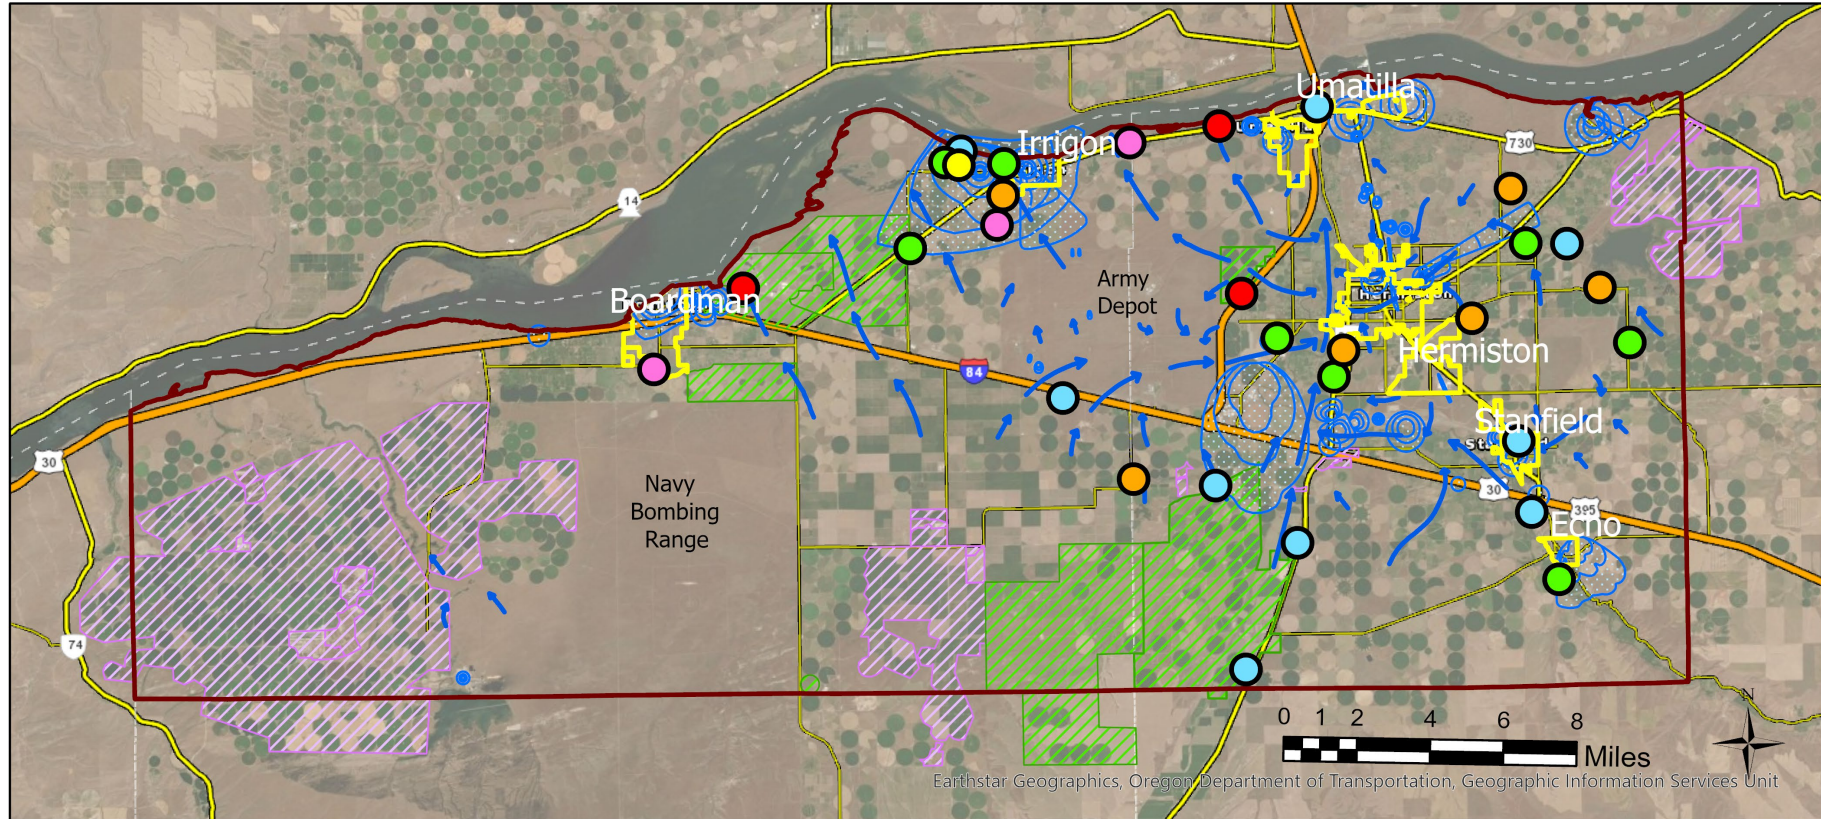 Umatilla
730
Irrigon
14
Army
Depot
Boardman
Hermiston
84
Stanfield
30
30
Navy
Bombing
Range
395
Echo
74
N
0 1 2 4 6 8
Miles
Earthstar Geographics, Oregon Department of Transportation, Geographic Information Services Unit